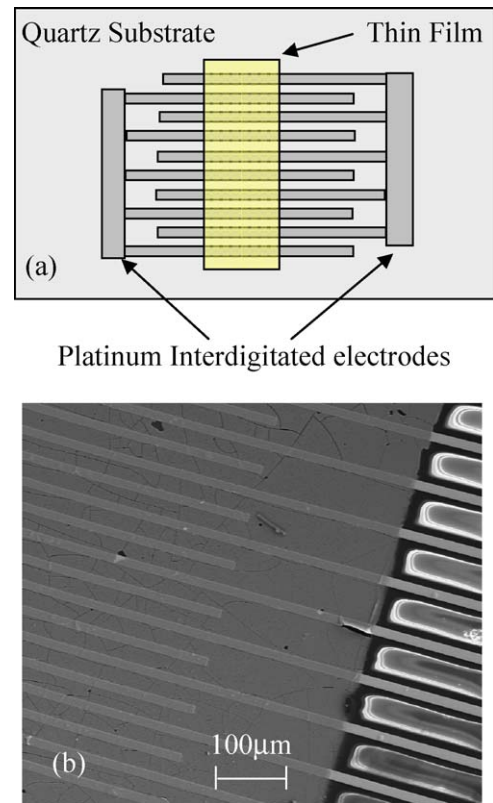 Quartz Substrate
Thin Film
(a)
Platinum Interdigitated electrodes
100μm
(b)